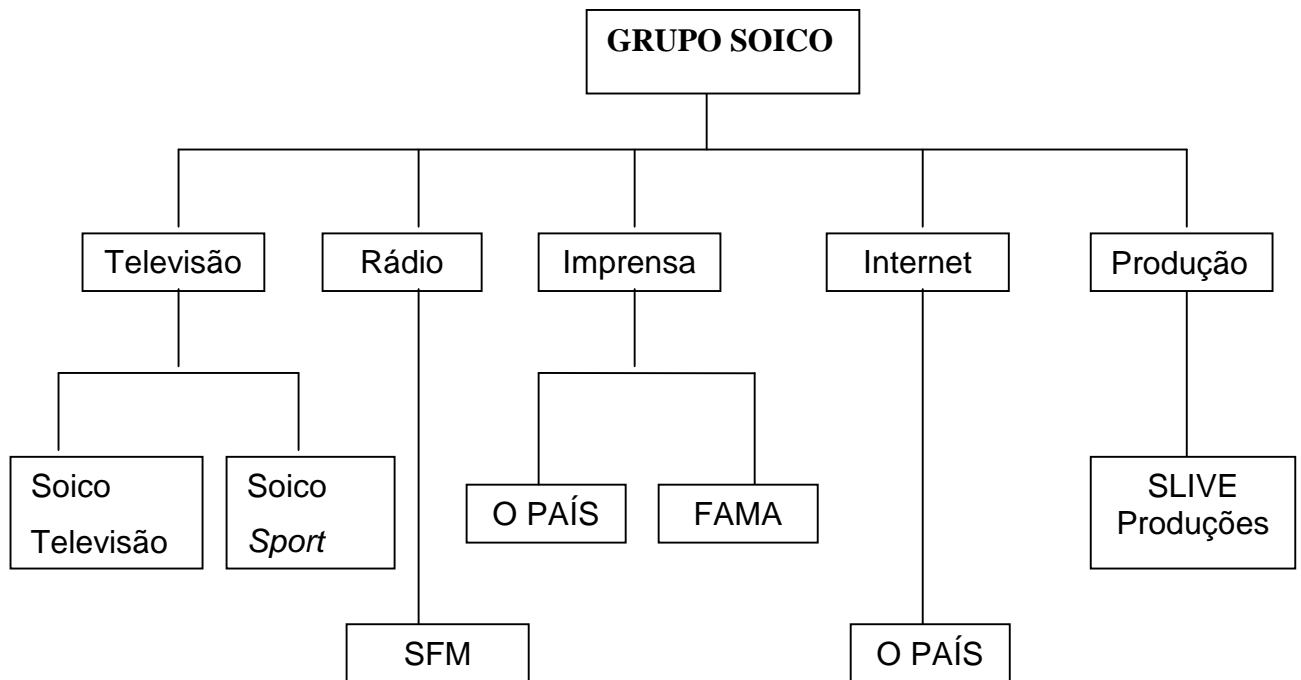 GRUPO SOICO
Televisão
Rádio
Imprensa
Internet
Produção
Soico
Televisão
Soico
Sport
O PAÍS
FAMA
SLIVE
Produções
SFM
O PAÍS